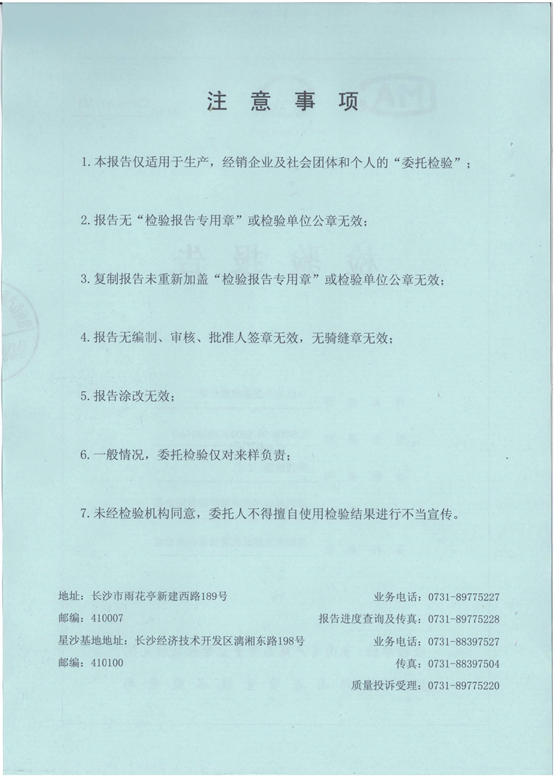 注意事项
1.本报告仅适用于生产，经销企业及社会团体和个人的“委托检验”；
2.报告无“检验报告专用章”或检验单位公章无效；
3.复制报告未重新加盖“检验报告专用章”或检验单位公章无效；
4.报告无编制、审核、批准人签章无效，无骑缝章无效；
5.报告涂改无效；
6.一般情况，委托检验仅对来样负责；
7.未经检验机构同意，委托人不得擅自使用检验结果进行不当宣传。
地址：长沙市雨花亭新建西路189号 业务电话：0731-89775227
邮编：410007 报告进度查询及传真：0731-89775228
星沙基地地址：长沙经济技术开发区漓湘东路198号 业务电话：0731-88397527
邮编：410100 传真：0731-88397504
质量投诉受理：0731-89775220